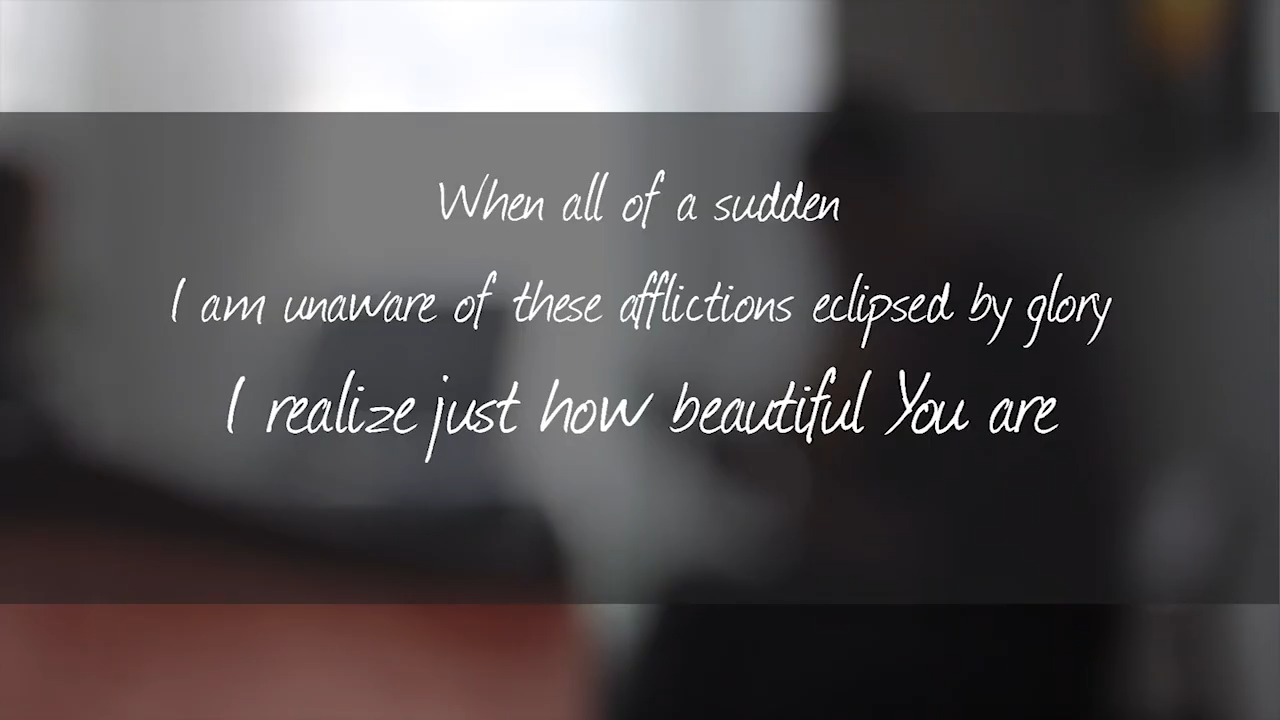 When all of a sudden
I am unaware of these afflictions eclipsed by glory
I realize just how beautiful You are